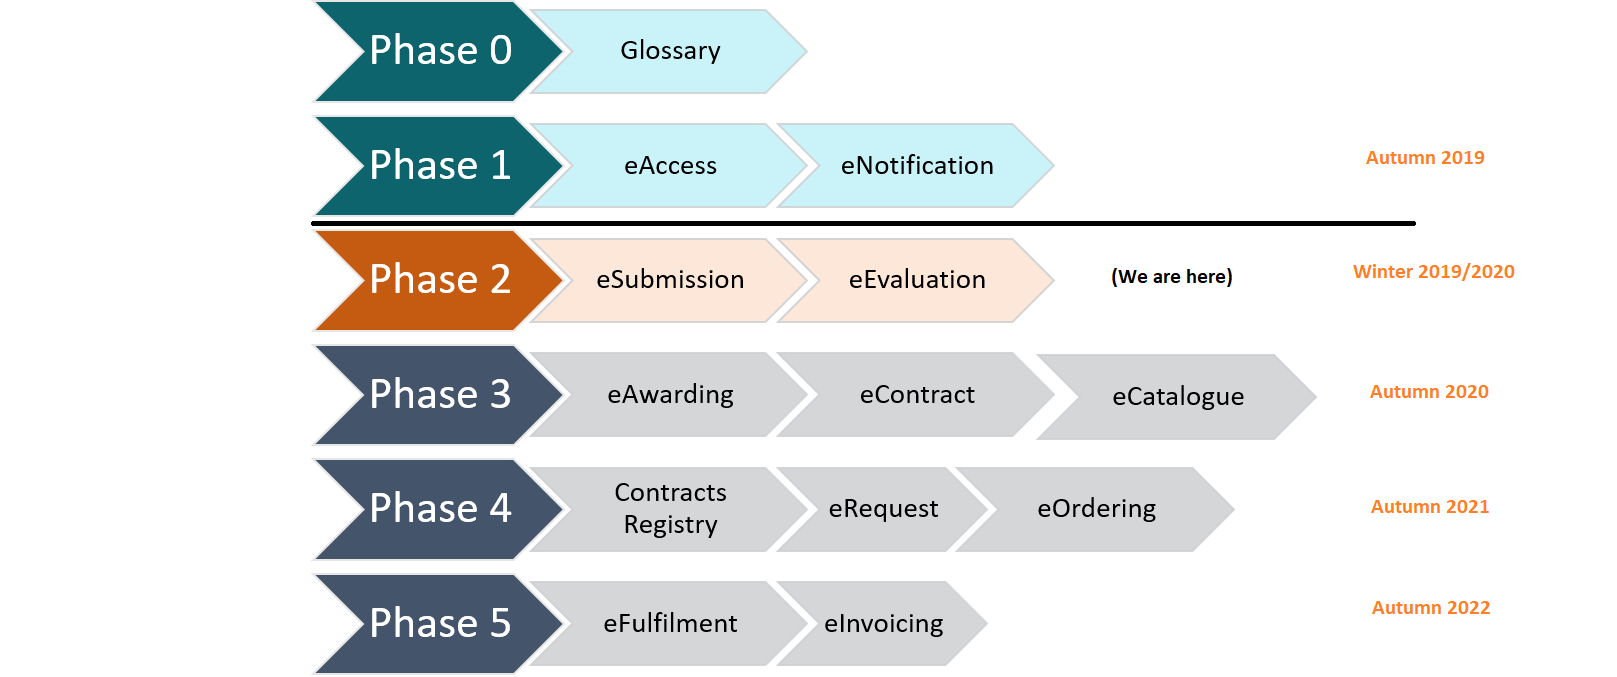 Phase 0 Glossary
Phase 1 eAccess eNotification Autumn 2019
Phase 2 eSubmission eEvaluation (We are here) Winter 2019/2020
Phase 3 eAwarding eContract eCatalogue Autumn 2020
Phase 4 Contracts Registry eRequest eOrdering Autumn 2021
Phase 5 eFulfilment eInvoicing Autumn 2022